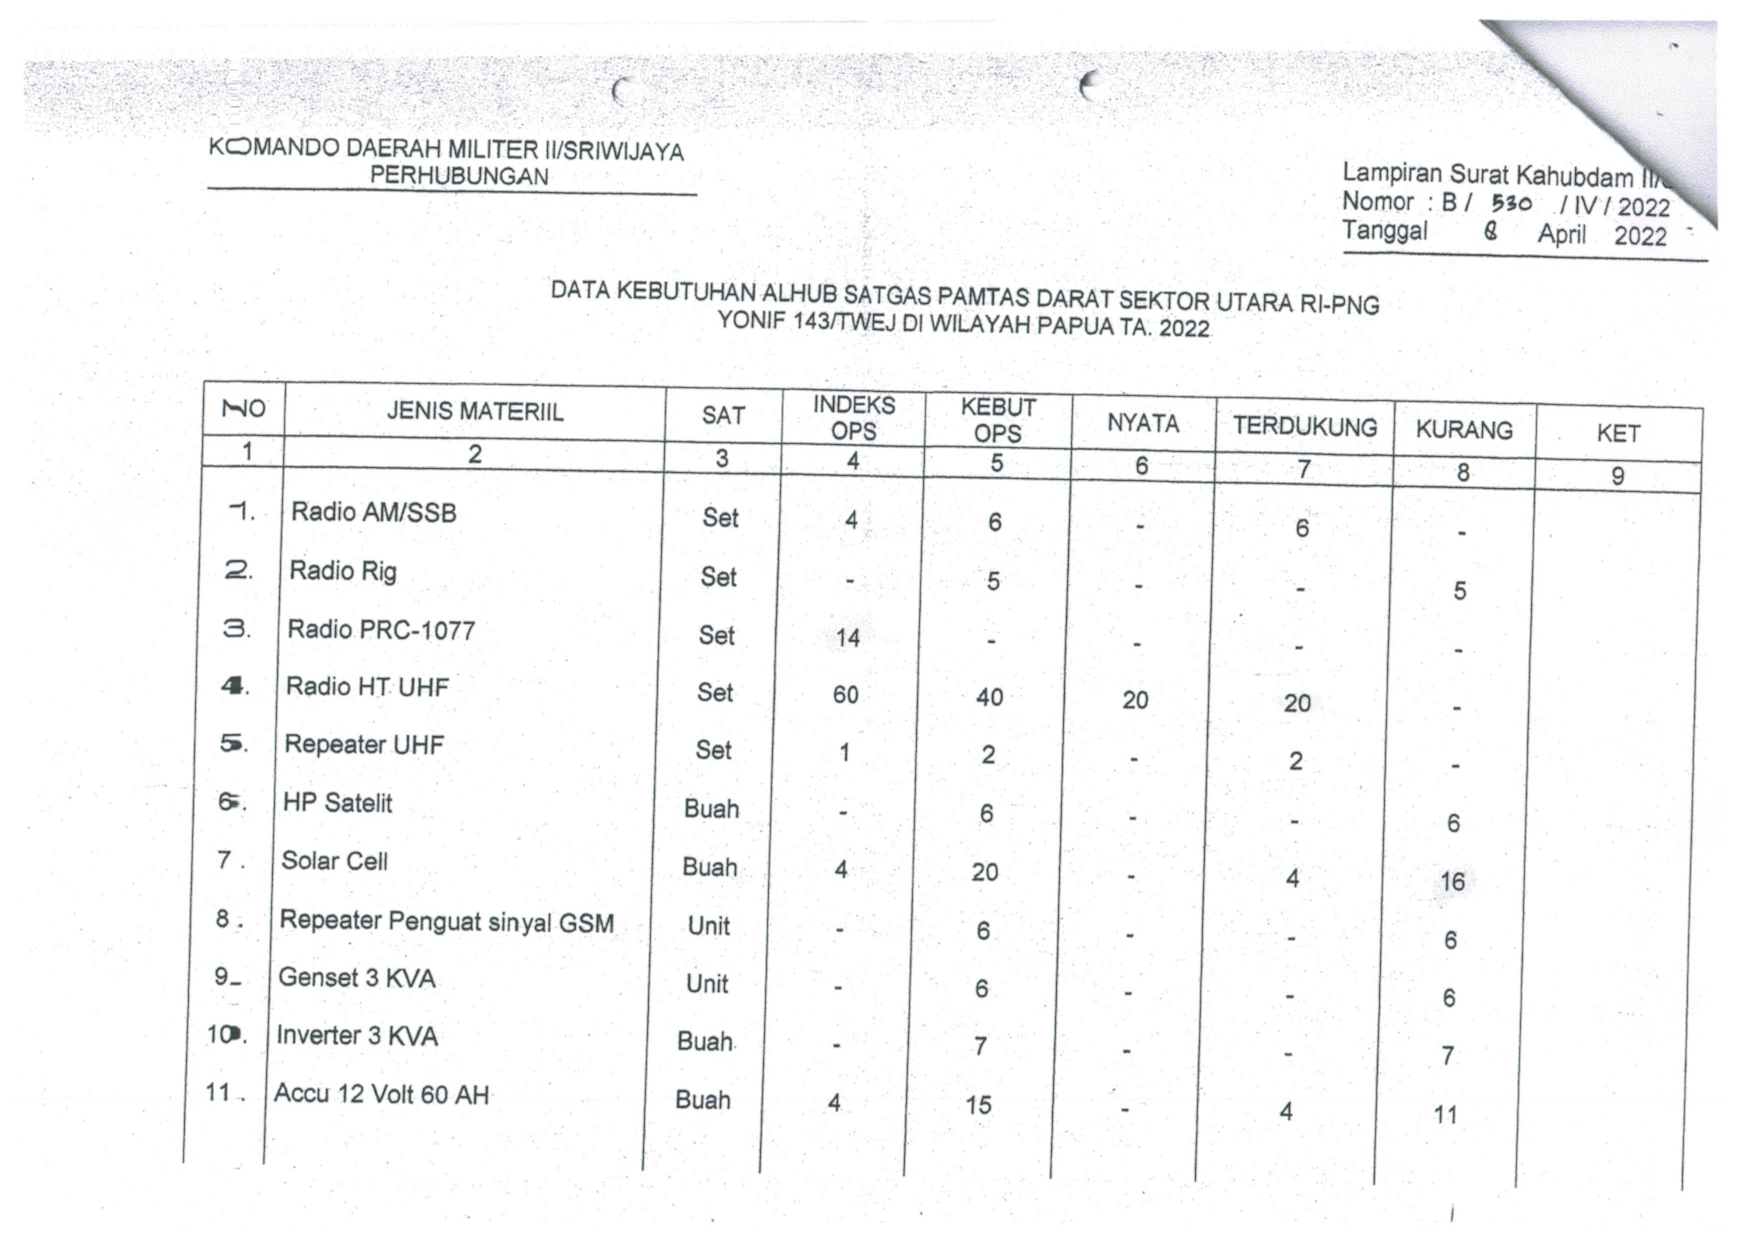 KOMANDO DAERAH MILITER II/SRIWIJAYA
PERHUBUNGAN
Lampiran Surat Kahubdam II/
Nomor : B / 530 / IV / 2022
Tanggal 8 April 2022
DATA KEBUTUHAN ALHUB SATGAS PAMTAS DARAT SEKTOR UTARA RI-PNG
YONIF 143/TWEJ DI WILAYAH PAPUA TA. 2022
NO JENIS MATERIIL SAT INDEKS OPS KEBUT OPS NYATA TERDUKUNG KURANG KET
1 2 3 4 5 6 7 8 9
1. Radio AM/SSB Set 4 6 - 6 -
2. Radio Rig Set - 5 - - 5
3. Radio PRC-1077 Set 14 - - - -
4. Radio HT UHF Set 60 40 20 20 -
5. Repeater UHF Set 1 2 - 2 -
6. HP Satelit Buah - 6 - - 6
7. Solar Cell Buah 4 20 - 4 16
8. Repeater Penguat sinyal GSM Unit - 6 - - 6
9. Genset 3 KVA Unit - 6 - - 6
10. Inverter 3 KVA Buah - 7 - - 7
11. Accu 12 Volt 60 AH Buah 4 15 - 4 11